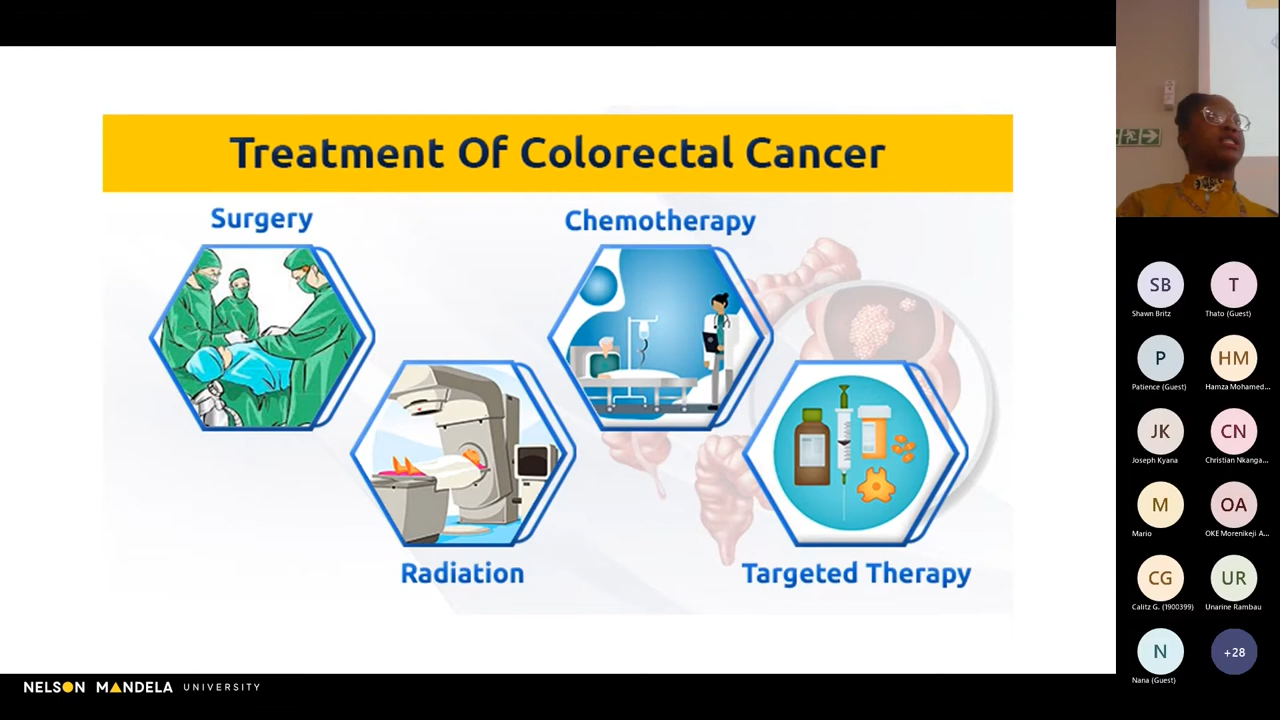 Treatment Of Colorectal Cancer
Surgery
Chemotherapy
Radiation
Targeted Therapy
NELSON MANDELA UNIVERSITY
SB
T
Shawn Britz
Thato (Guest)
P
HM
Patience (Guest)
Hamza Mohamed...
JK
CN
Joseph Kyana
Christian Nkanga...
M
OA
Mario
OKE Morenikeji A...
CG
UR
Calitz G. (1900399)
Unarine Rambau
N
+28
Nana (Guest)